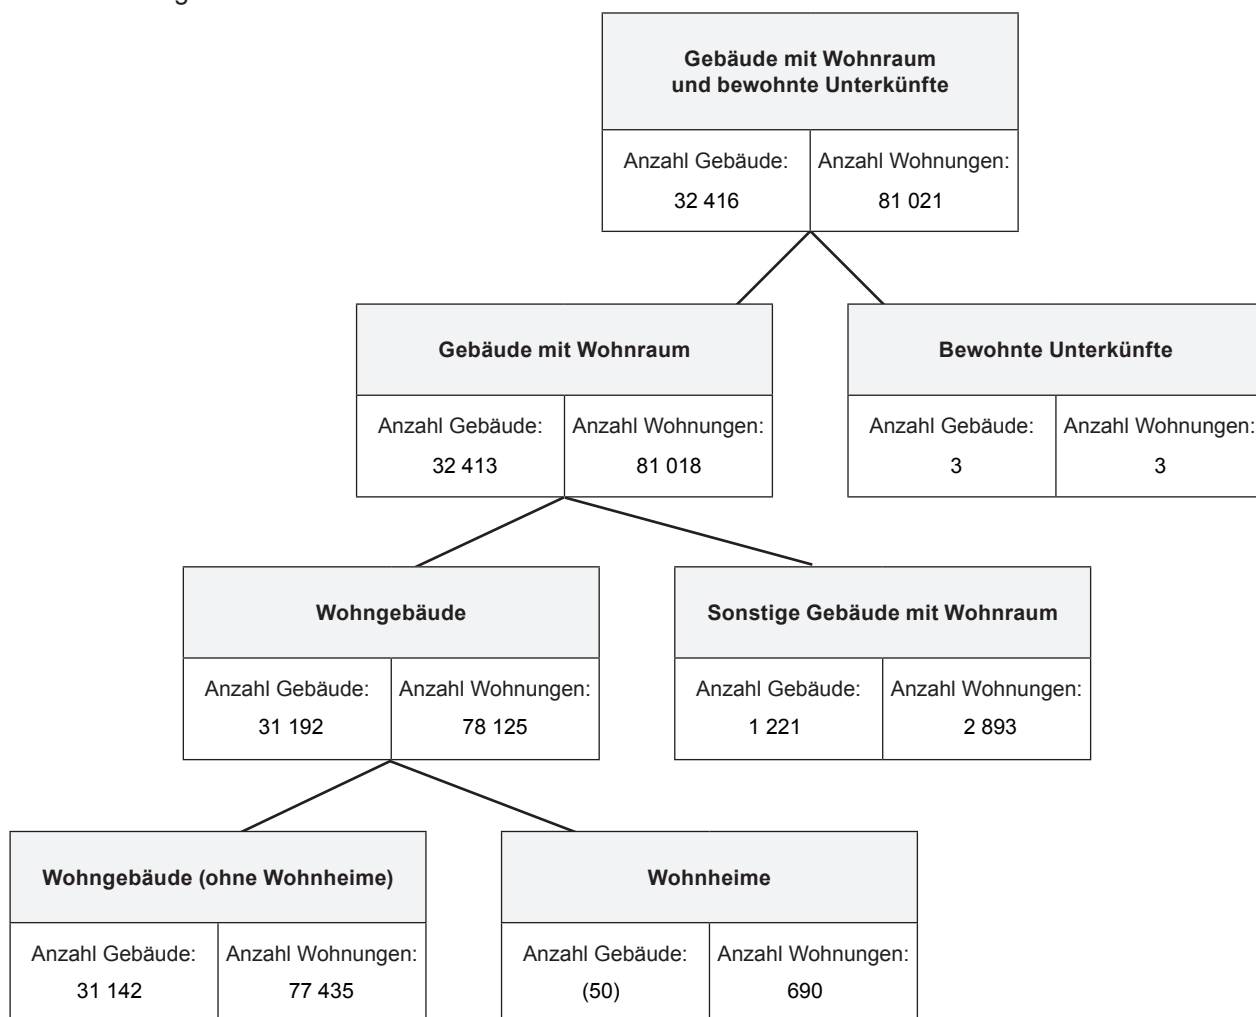 Gebäude mit Wohnraum
und bewohnte Unterkünfte
Anzahl Gebäude: Anzahl Wohnungen:
32 416 81 021
Gebäude mit Wohnraum
Anzahl Gebäude: Anzahl Wohnungen:
32 413 81 018
Bewohnte Unterkünfte
Anzahl Gebäude: Anzahl Wohnungen:
3 3
Wohngebäude
Anzahl Gebäude: Anzahl Wohnungen:
31 192 78 125
Sonstige Gebäude mit Wohnraum
Anzahl Gebäude: Anzahl Wohnungen:
1 221 2 893
Wohngebäude (ohne Wohnheime)
Anzahl Gebäude: Anzahl Wohnungen:
31 142 77 435
Wohnheime
Anzahl Gebäude: Anzahl Wohnungen:
(50) 690